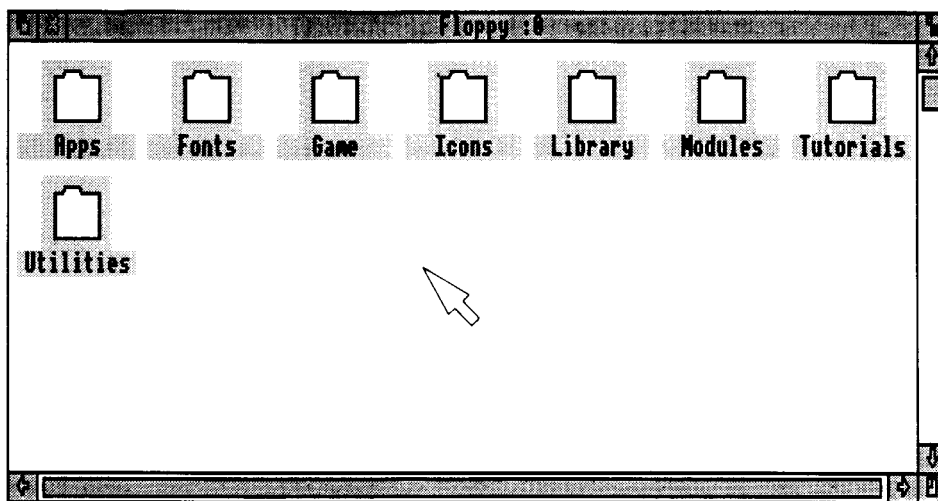 Floppy :0
Apps Fonts Game Icons Library Modules Tutorials
Utilities